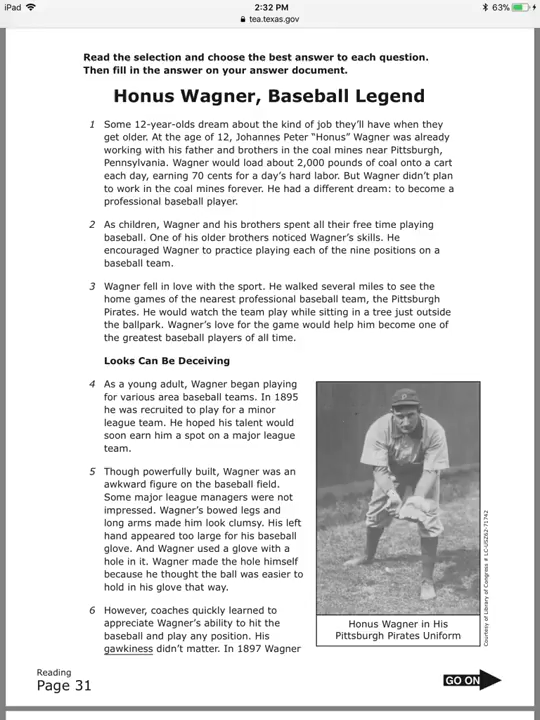 iPad 2:32 PM 63%
tea.texas.gov
Read the selection and choose the best answer to each question.
Then fill in the answer on your answer document.
Honus Wagner, Baseball Legend
1 Some 12-year-olds dream about the kind of job they'll have when they
get older. At the age of 12, Johannes Peter "Honus" Wagner was already
working with his father and brothers in the coal mines near Pittsburgh,
Pennsylvania. Wagner would load about 2,000 pounds of coal onto a cart
each day, earning 70 cents for a day's hard labor. But Wagner didn't plan
to work in the coal mines forever. He had a different dream: to become a
professional baseball player.
2 As children, Wagner and his brothers spent all their free time playing
baseball. One of his older brothers noticed Wagner's skills. He
encouraged Wagner to practice playing each of the nine positions on a
baseball team.
3 Wagner fell in love with the sport. He walked several miles to see the
home games of the nearest professional baseball team, the Pittsburgh
Pirates. He would watch the team play while sitting in a tree just outside
the ballpark. Wagner's love for the game would help him become one of
the greatest baseball players of all time.
Looks Can Be Deceiving
4 As a young adult, Wagner began playing
for various area baseball teams. In 1895
he was recruited to play for a minor
league team. He hoped his talent would
soon earn him a spot on a major league
team.
5 Though powerfully built, Wagner was an
awkward figure on the baseball field.
Some major league managers were not
impressed. Wagner's bowed legs and
long arms made him look clumsy. His left
hand appeared too large for his baseball
glove. And Wagner used a glove with a
hole in it. Wagner made the hole himself
because he thought the ball was easier to
hold in his glove that way.
6 However, coaches quickly learned to
appreciate Wagner's ability to hit the
baseball and play any position. His
gawkiness didn't matter. In 1897 Wagner
Honus Wagner in His
Pittsburgh Pirates Uniform
Courtesy of Library of Congress # LC-USZ62-71742
Reading
Page 31
GO ON